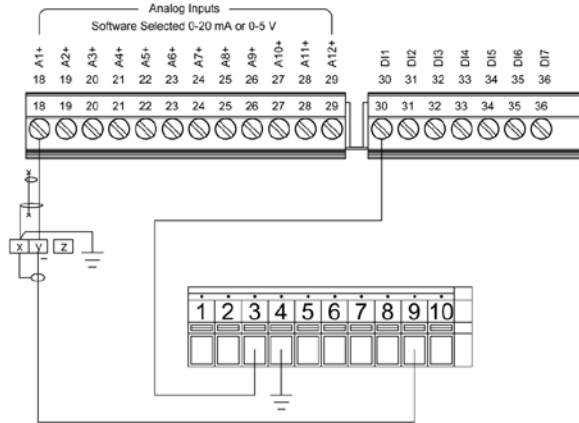 Analog Inputs
Software Selected 0-20 mA or 0-5 V
A1+ A2+ A3+ A4+ A5+ A6+ A7+ A8+ A9+ A10+ A11+ A12+ DI1 DI2 DI3 DI4 DI5 DI6 DI7
18 19 20 21 22 23 24 25 26 27 28 29 30 31 32 33 34 35 36
18 19 20 21 22 23 24 25 26 27 28 29 30 31 32 33 34 35 36
X Y Z
1 2 3 4 5 6 7 8 9 10